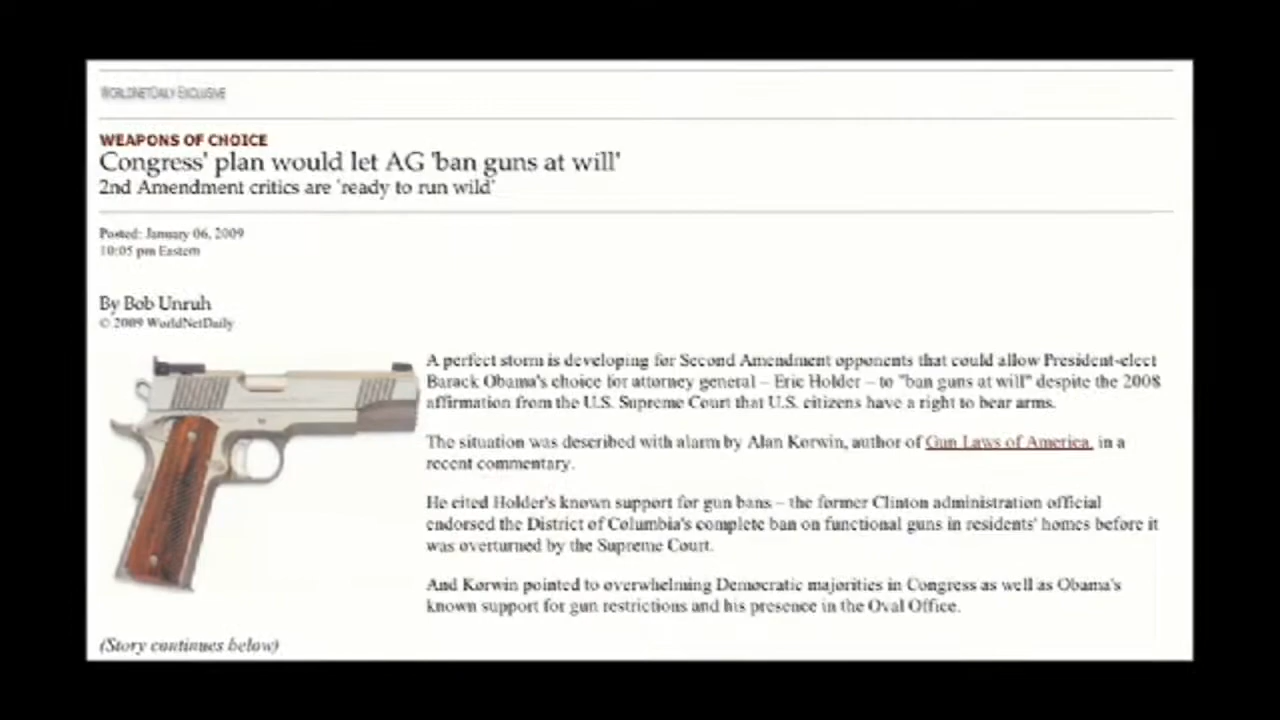 WORLDNETDAILY EXCLUSIVE
WEAPONS OF CHOICE
Congress' plan would let AG 'ban guns at will'
2nd Amendment critics are 'ready to run wild'
Posted: January 06, 2009
10:05 pm Eastern
By Bob Unruh
© 2009 WorldNetDaily
A perfect storm is developing for Second Amendment opponents that could allow President-elect
Barack Obama's choice for attorney general – Eric Holder – to "ban guns at will" despite the 2008
affirmation from the U.S. Supreme Court that U.S. citizens have a right to bear arms.
The situation was described with alarm by Alan Korwin, author of Gun Laws of America, in a
recent commentary.
He cited Holder's known support for gun bans – the former Clinton administration official
endorsed the District of Columbia's complete ban on functional guns in residents' homes before it
was overturned by the Supreme Court.
And Korwin pointed to overwhelming Democratic majorities in Congress as well as Obama's
known support for gun restrictions and his presence in the Oval Office.
(Story continues below)